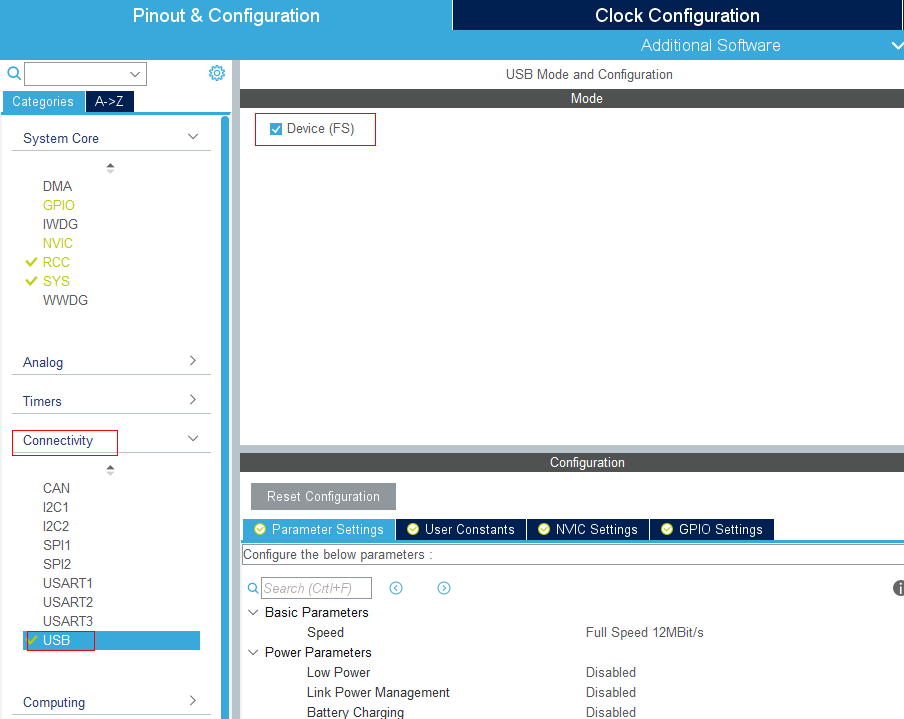 Pinout & Configuration
Clock Configuration
Additional Software
Categories
A->Z
System Core
DMA
GPIO
IWDG
NVIC
RCC
SYS
WWDG
Analog
Timers
Connectivity
CAN
I2C1
I2C2
SPI1
SPI2
USART1
USART2
USART3
USB
Computing
USB Mode and Configuration
Mode
Device (FS)
Configuration
Reset Configuration
Parameter Settings
User Constants
NVIC Settings
GPIO Settings
Configure the below parameters :
Search (Crtl+F)
Basic Parameters
Speed Full Speed 12MBit/s
Power Parameters
Low Power Disabled
Link Power Management Disabled
Battery Charging Disabled